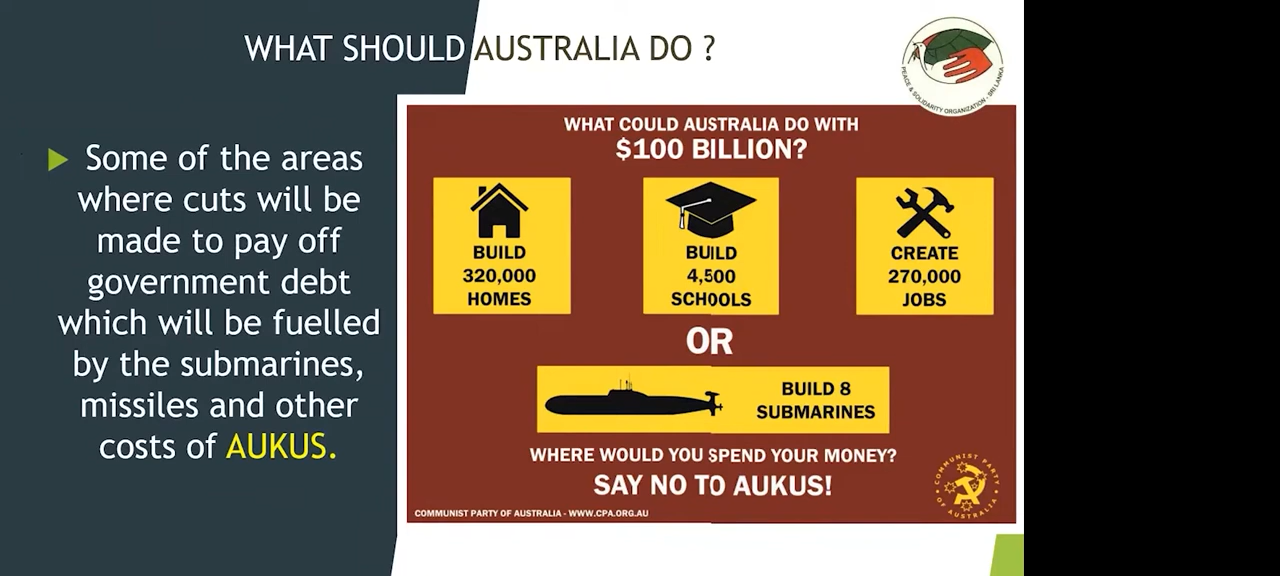 WHAT SHOULD AUSTRALIA DO ?
PEACE & SOLIDARITY ORGANIZATION - SRI LANKA
Some of the areas
where cuts will be
made to pay off
government debt
which will be fuelled
by the submarines,
missiles and other
costs of AUKUS.
WHAT COULD AUSTRALIA DO WITH
$100 BILLION?
BUILD
320,000
HOMES
BUILD
4,500
SCHOOLS
CREATE
270,000
JOBS
OR
BUILD 8
SUBMARINES
WHERE WOULD YOU SPEND YOUR MONEY?
SAY NO TO AUKUS!
COMMUNIST PARTY OF AUSTRALIA - WWW.CPA.ORG.AU
COMMUNIST PARTY
OF AUSTRALIA